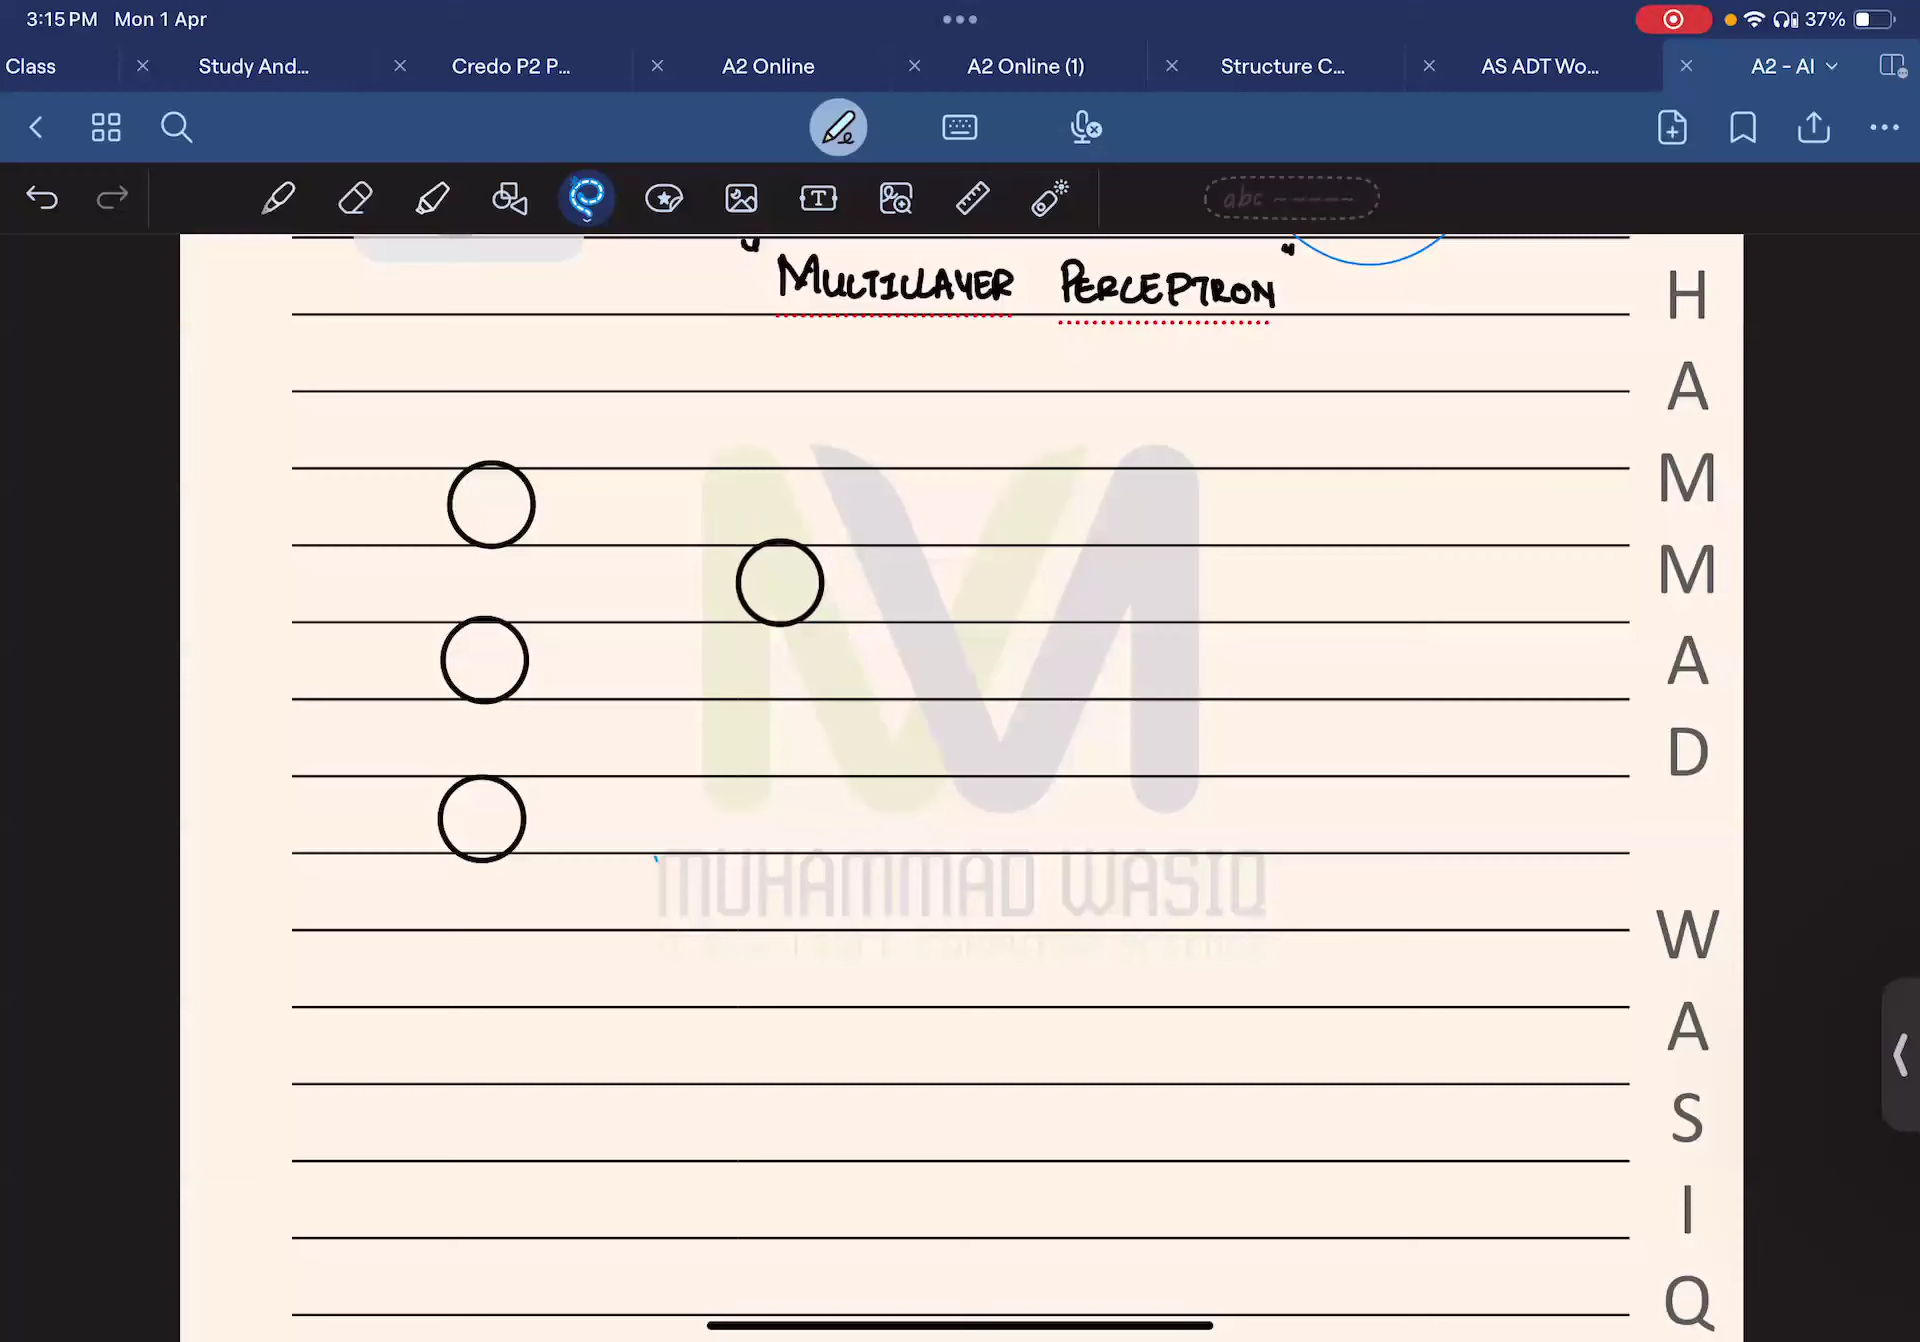 3:15 PM Mon 1 Apr
37%
Class
Study And...
Credo P2 P...
A2 Online
A2 Online (1)
Structure C...
AS ADT Wo...
A2 - AI
abc
"MULTILLAYER PERCEPTRON"
MUHAMMAD WASIQ
H
A
M
M
A
D
W
A
S
I
Q